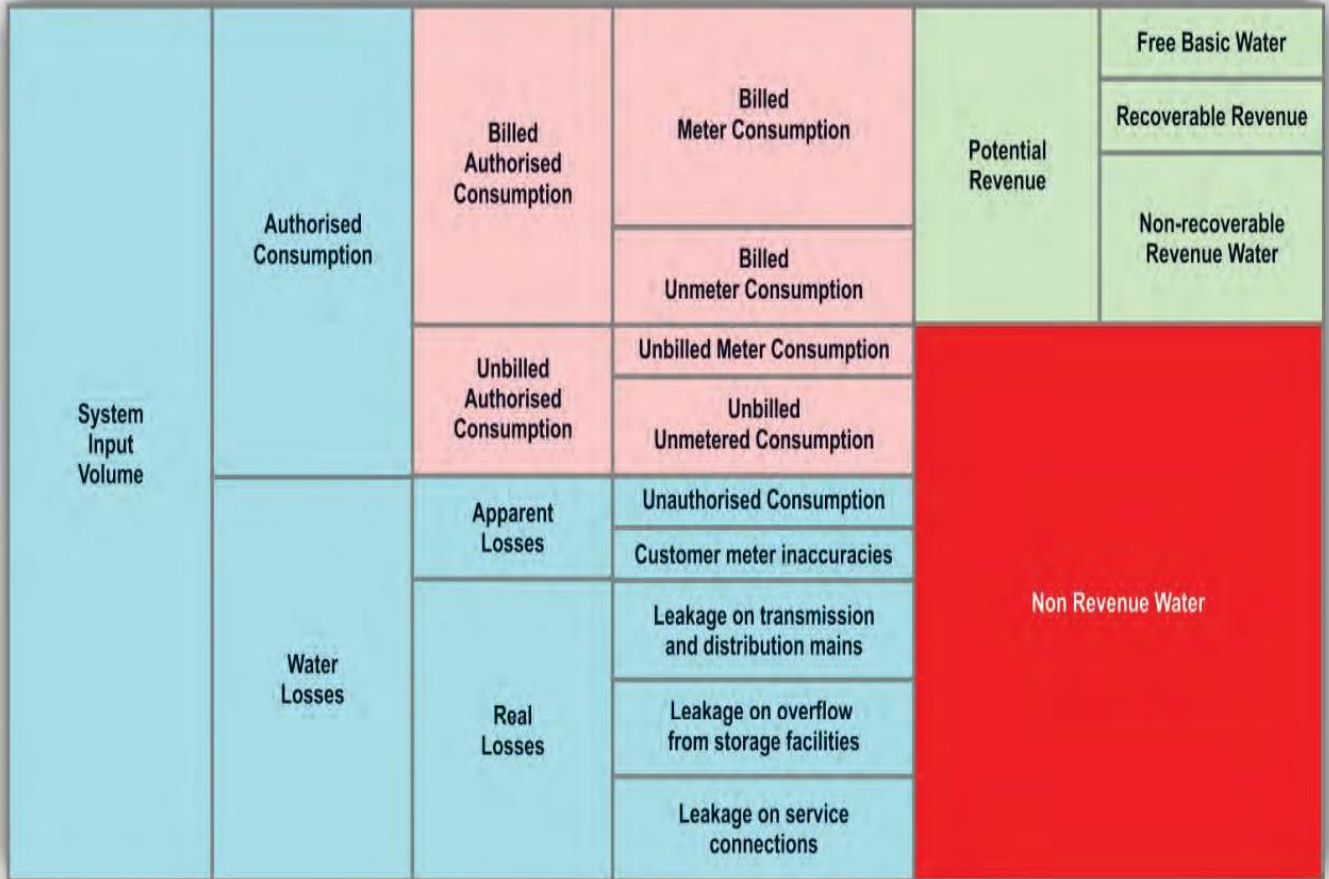 System
Input
Volume
Authorised
Consumption
Water
Losses
Billed
Authorised
Consumption
Unbilled
Authorised
Consumption
Apparent
Losses
Real
Losses
Billed
Meter Consumption
Billed
Unmeter Consumption
Unbilled Meter Consumption
Unbilled
Unmetered Consumption
Unauthorised Consumption
Customer meter inaccuracies
Leakage on transmission
and distribution mains
Leakage on overflow
from storage facilities
Leakage on service
connections
Potential
Revenue
Free Basic Water
Recoverable Revenue
Non-recoverable
Revenue Water
Non Revenue Water